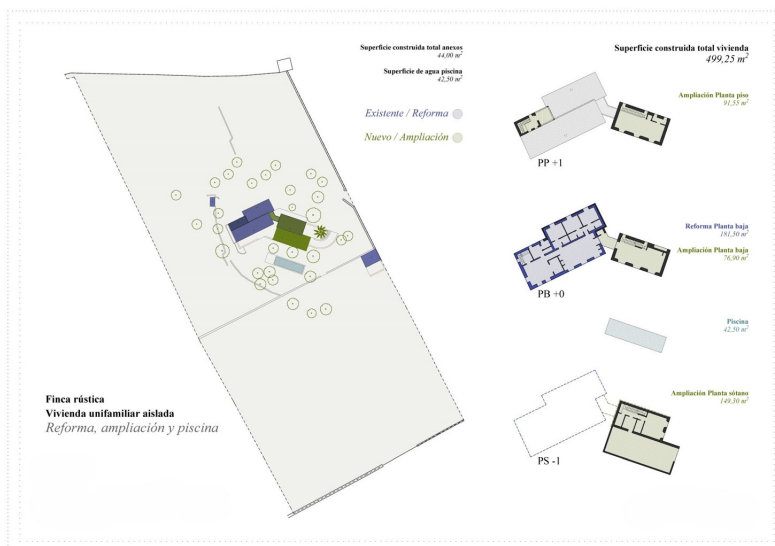 Superficie construida total anexos
44,00 m²
Superficie de agua piscina
42,50 m²
Existente / Reforma
Nuevo / Ampliación
Superficie construida total vivienda
499,25 m²
Ampliación Planta piso
91,55 m²
PP +1
Reforma Planta baja
181,50 m²
Ampliación Planta baja
76,90 m²
PB +0
Piscina
42,50 m²
Ampliación Planta sótano
149,30 m²
PS -1
Finca rústica
Vivienda unifamiliar aislada
Reforma, ampliación y piscina